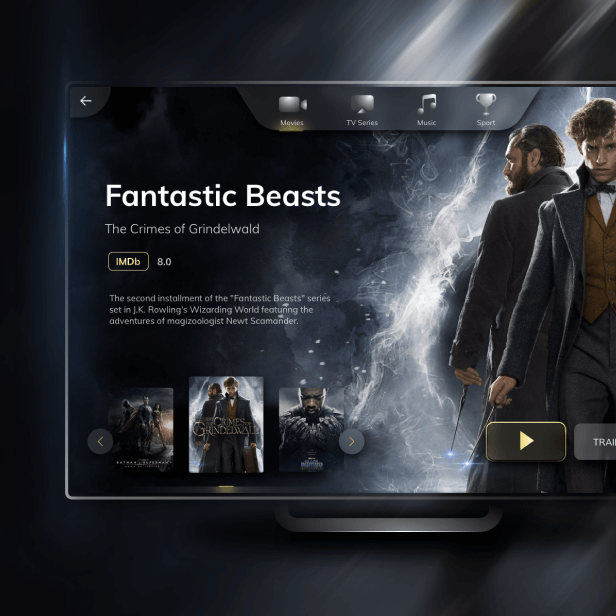 Movies
TV Series
Music
Sport
Fantastic Beasts
The Crimes of Grindelwald
IMDb 8.0
The second installment of the "Fantastic Beasts" series
set in J.K. Rowling's Wizarding World featuring the
adventures of magizoologist Newt Scamander.
THE CRIMES OF
GRINDELWALD
BATMAN V SUPERMAN
TRAI